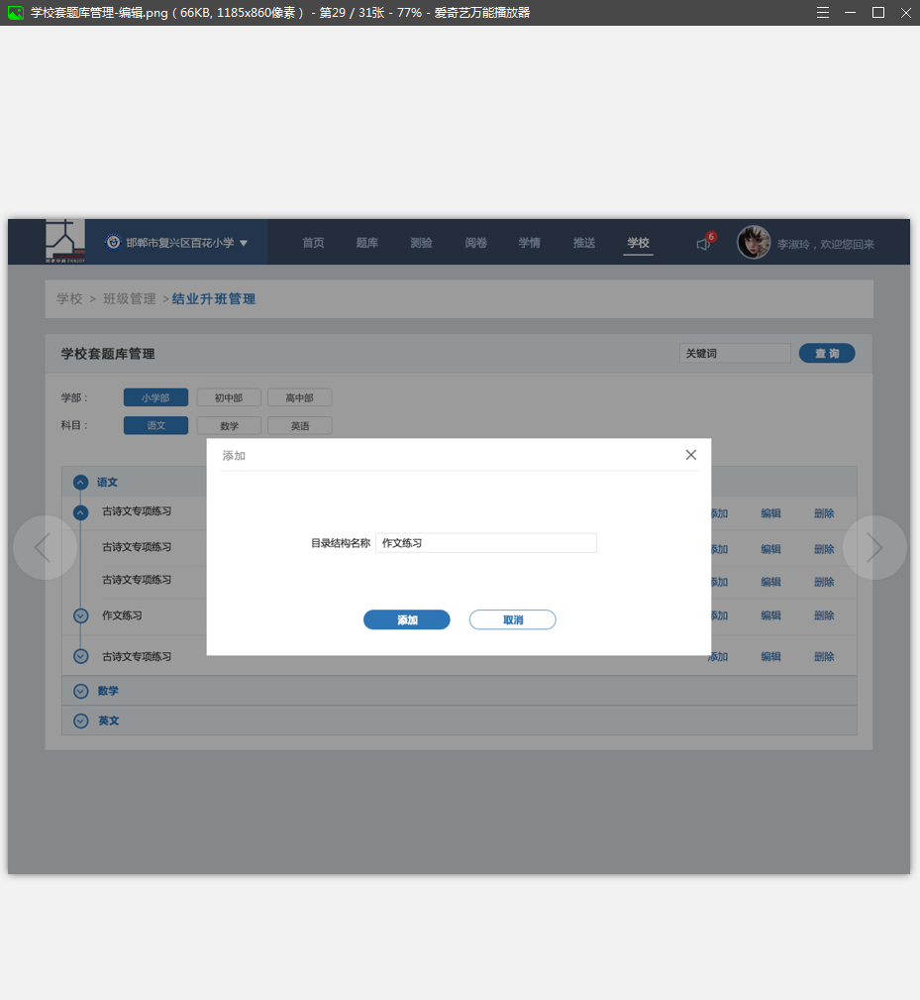 学校套题库管理-编辑.png ( 66KB, 1185x860像素 ) - 第29 / 31张 - 77% - 爱奇艺万能播放器
邯郸市复兴区百花小学 首页 题库 测验 阅卷 学情 推送 学校 6 李淑玲，欢迎您回来
学校 > 班级管理 >结业升班管理
学校套题库管理 关键词 查 询
学部： 小学部 初中部 高中部
科目： 语文 数学 英语
添加
语文
古诗文专项练习 添加 编辑 删除
目录结构名称 作文练习
古诗文专项练习 编辑 删除
古诗文专项练习 编辑 删除
作文练习 编辑 删除
添加 取消
古诗文专项练习 添加 编辑 删除
数学
英文